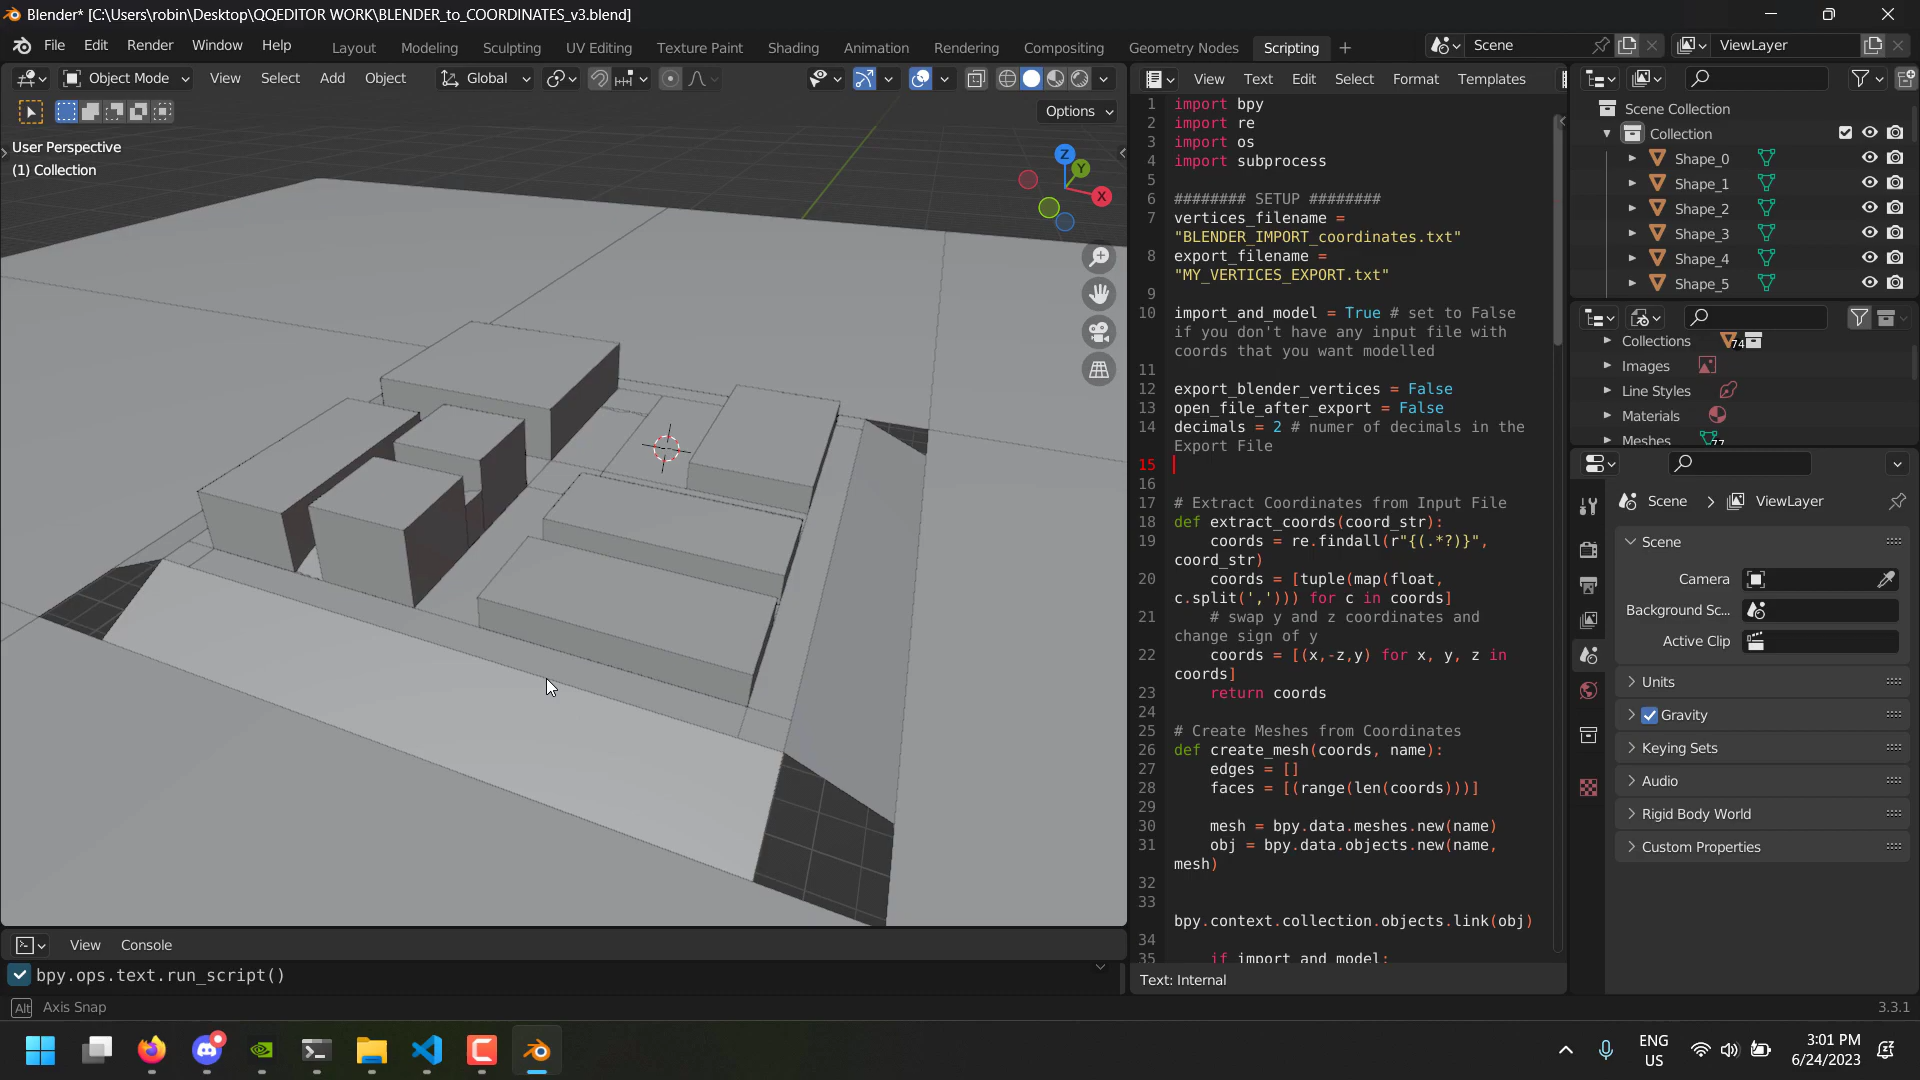 Blender* [C:\Users\robin\Desktop\QQEDITOR WORK\BLENDER_to_COORDINATES_v3.blend]
File Edit Render Window Help
Layout Modeling Sculpting UV Editing Texture Paint Shading Animation Rendering Compositing Geometry Nodes Scripting
Scene
ViewLayer
Object Mode View Select Add Object Global
Options
User Perspective
(1) Collection
Z
Y
X
View Text Edit Select Format Templates
1 import bpy
2 import re
3 import os
4 import subprocess
5
6 ######## SETUP ########
7 vertices_filename =
"BLENDER_IMPORT_coordinates.txt"
8 export_filename =
"MY_VERTICES_EXPORT.txt"
9
10 import_and_model = True # set to False
if you don't have any input file with
coords that you want modelled
11
12 export_blender_vertices = False
13 open_file_after_export = False
14 decimals = 2 # numer of decimals in the
Export File
15
16
17 # Extract Coordinates from Input File
18 def extract_coords(coord_str):
19 coords = re.findall(r"{(.*?)}",
coord_str)
20 coords = [tuple(map(float,
c.split(','))) for c in coords]
21 # swap y and z coordinates and
change sign of y
22 coords = [(x,-z,y) for x, y, z in
coords]
23 return coords
24
25 # Create Meshes from Coordinates
26 def create_mesh(coords, name):
27 edges = []
28 faces = [(range(len(coords)))]
29
30 mesh = bpy.data.meshes.new(name)
31 obj = bpy.data.objects.new(name,
mesh)
32
33
bpy.context.collection.objects.link(obj)
34
35 if import_and_model:
Text: Internal
Scene Collection
Collection
Shape_0
Shape_1
Shape_2
Shape_3
Shape_4
Shape_5
Collections 74
Images
Line Styles
Materials
Meshes 77
Scene ViewLayer
Scene
Camera
Background Sc...
Active Clip
Units
Gravity
Keying Sets
Audio
Rigid Body World
Custom Properties
View Console
bpy.ops.text.run_script()
Alt Axis Snap
3.3.1
ENG
US
3:01 PM
6/24/2023